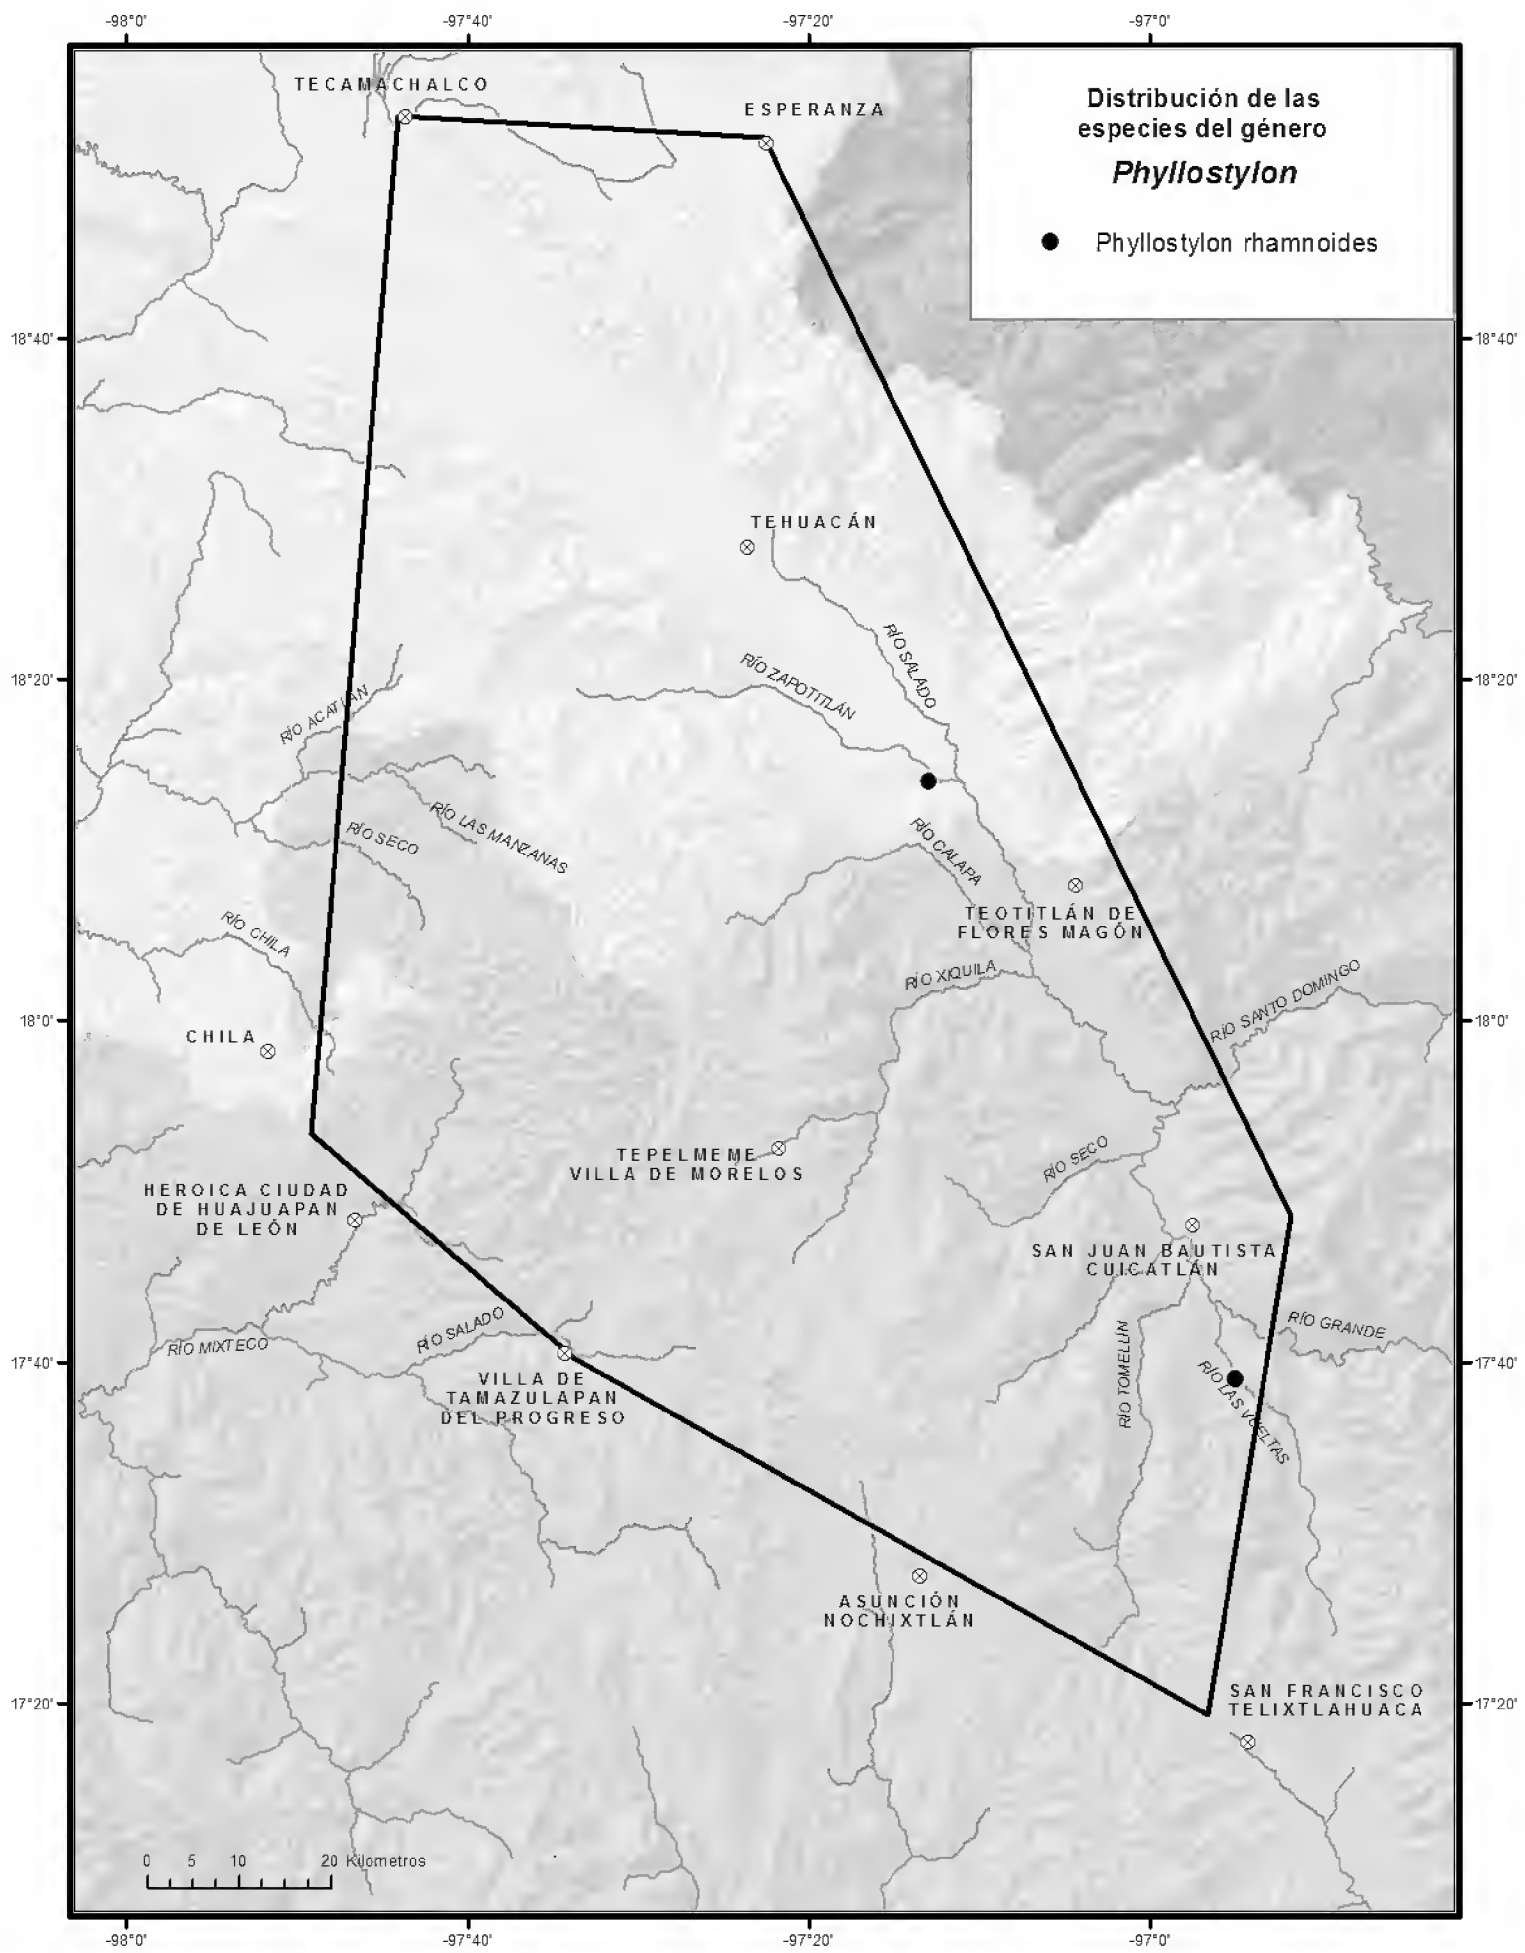 -98°0'
-97°40'
-97°20'
-97°0'
TECAMACHALCO
ESPERANZA
Distribución de las
especies del género
Phyllostylon
Phyllostylon rhamnoides
18°40'
18°40'
TEHUACÁN
RÍO SALADO
RÍO ZAPOTITLÁN
18°20'
18°20'
RÍO ACATLÁN
RÍO LAS MANZANAS
RÍO SECO
RÍO CALAPA
TEOTITLÁN DE
FLORES MAGÓN
RÍO CHILA
RÍO XIQUILA
RÍO SANTO DOMINGO
18°0'
18°0'
CHILA
TEPELMEME
VILLA DE MORELOS
RÍO SECO
HEROICA CIUDAD
DE HUAJUAPAN
DE LEÓN
SAN JUAN BAUTISTA
CUICATLÁN
RÍO GRANDE
RÍO SALADO
RÍO MIXTECO
17°40'
17°40'
RÍO TOMELLIN
RÍO LAS VUELTAS
VILLA DE
TAMAZULAPAN
DEL PROGRESO
ASUNCIÓN
NOCHIXTLÁN
SAN FRANCISCO
TELIXTLAHUACA
17°20'
17°20'
0 5 10 20 Kilometros
-98°0'
-97°40'
-97°20'
-97°0'